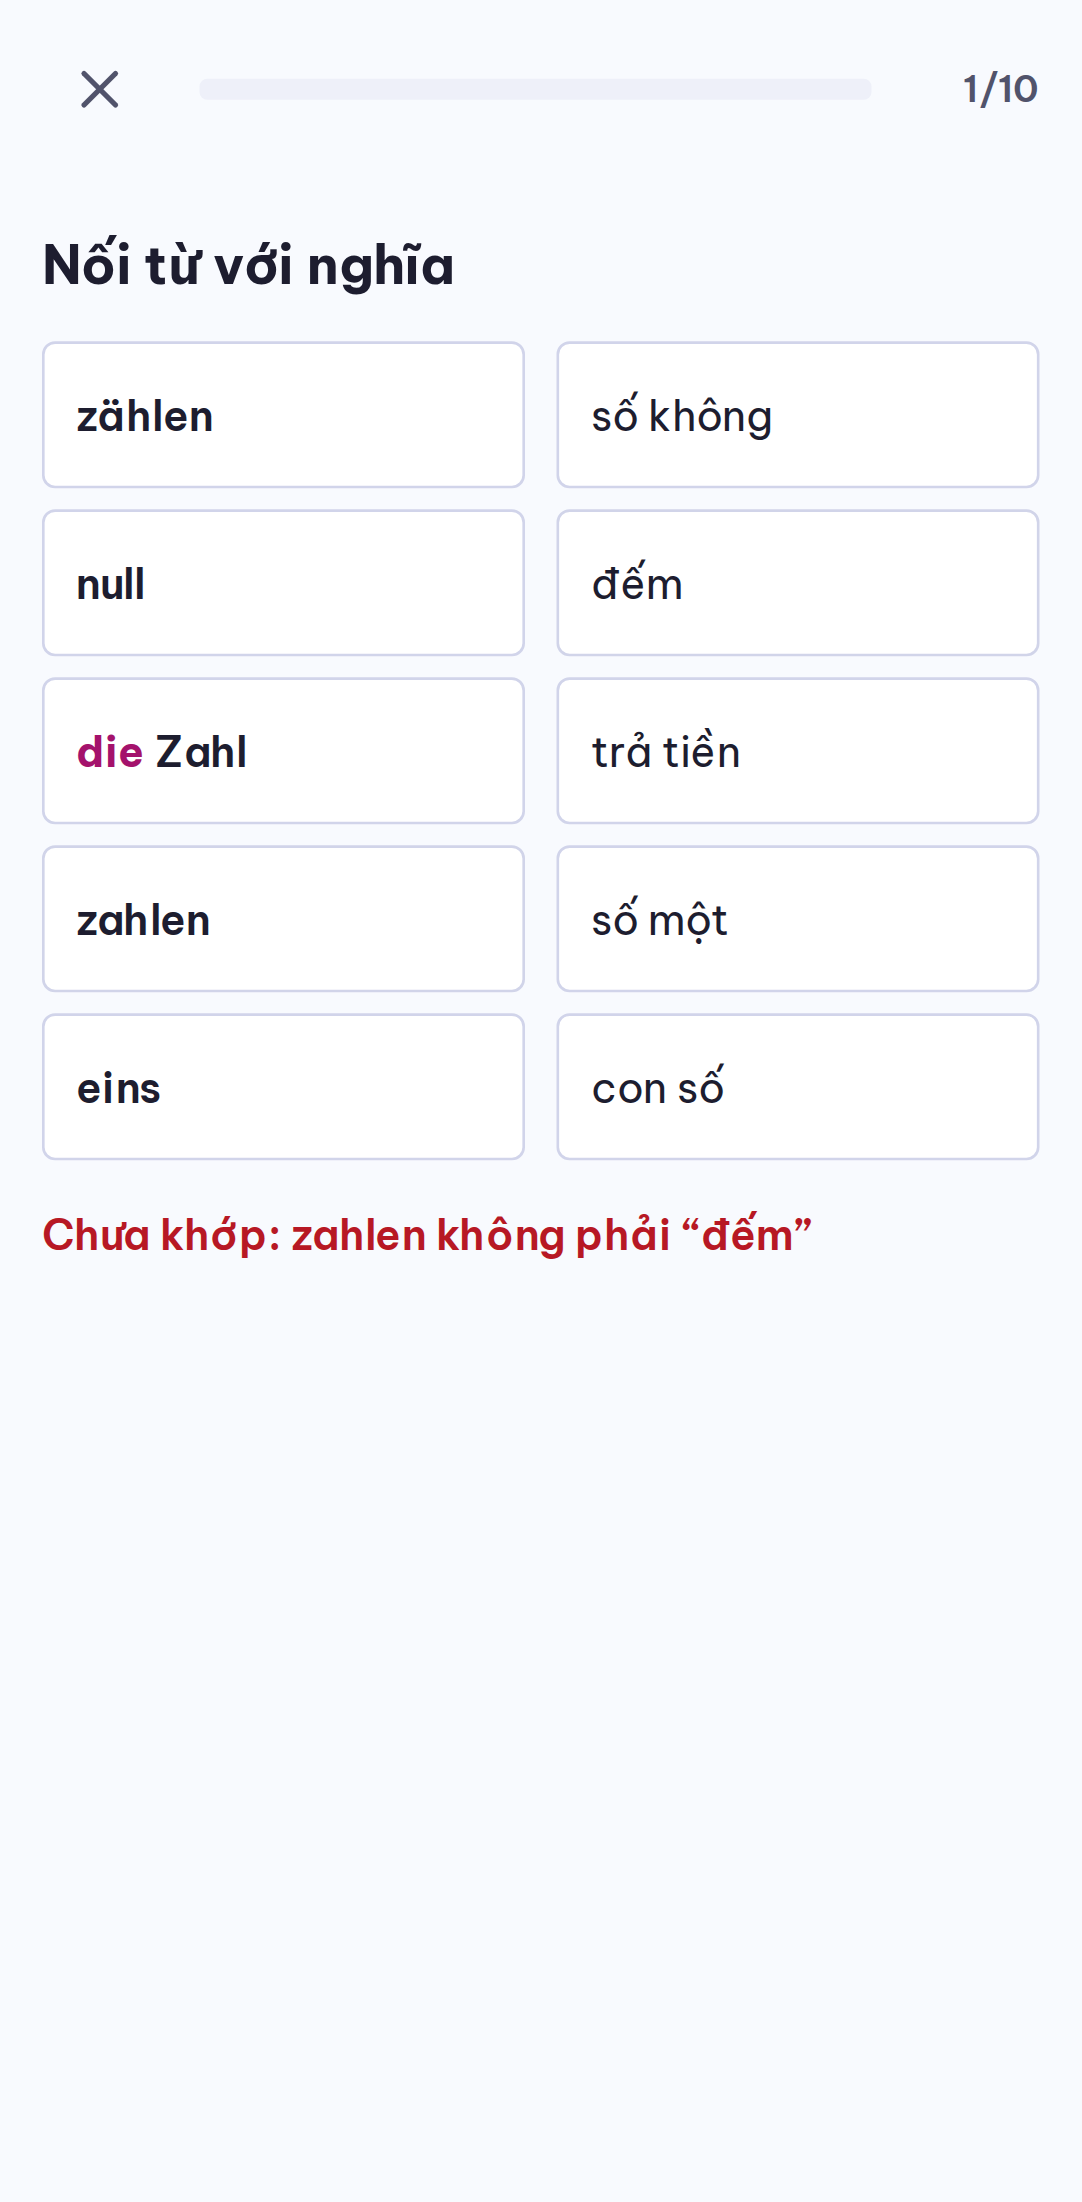 1/10
Nối từ với nghĩa
zählen
số không
null
đếm
die Zahl
trả tiền
zahlen
số một
eins
con số
Chưa khớp: zahlen không phải “đếm”